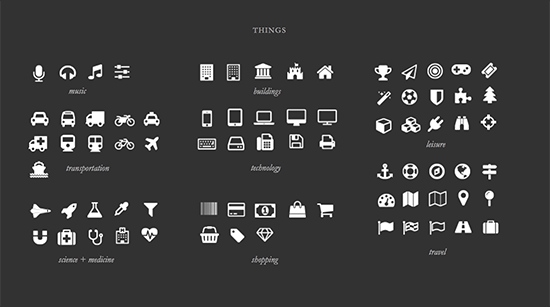 THINGS
music
buildings
leisure
transportation
technology
science + medicine
shopping
travel